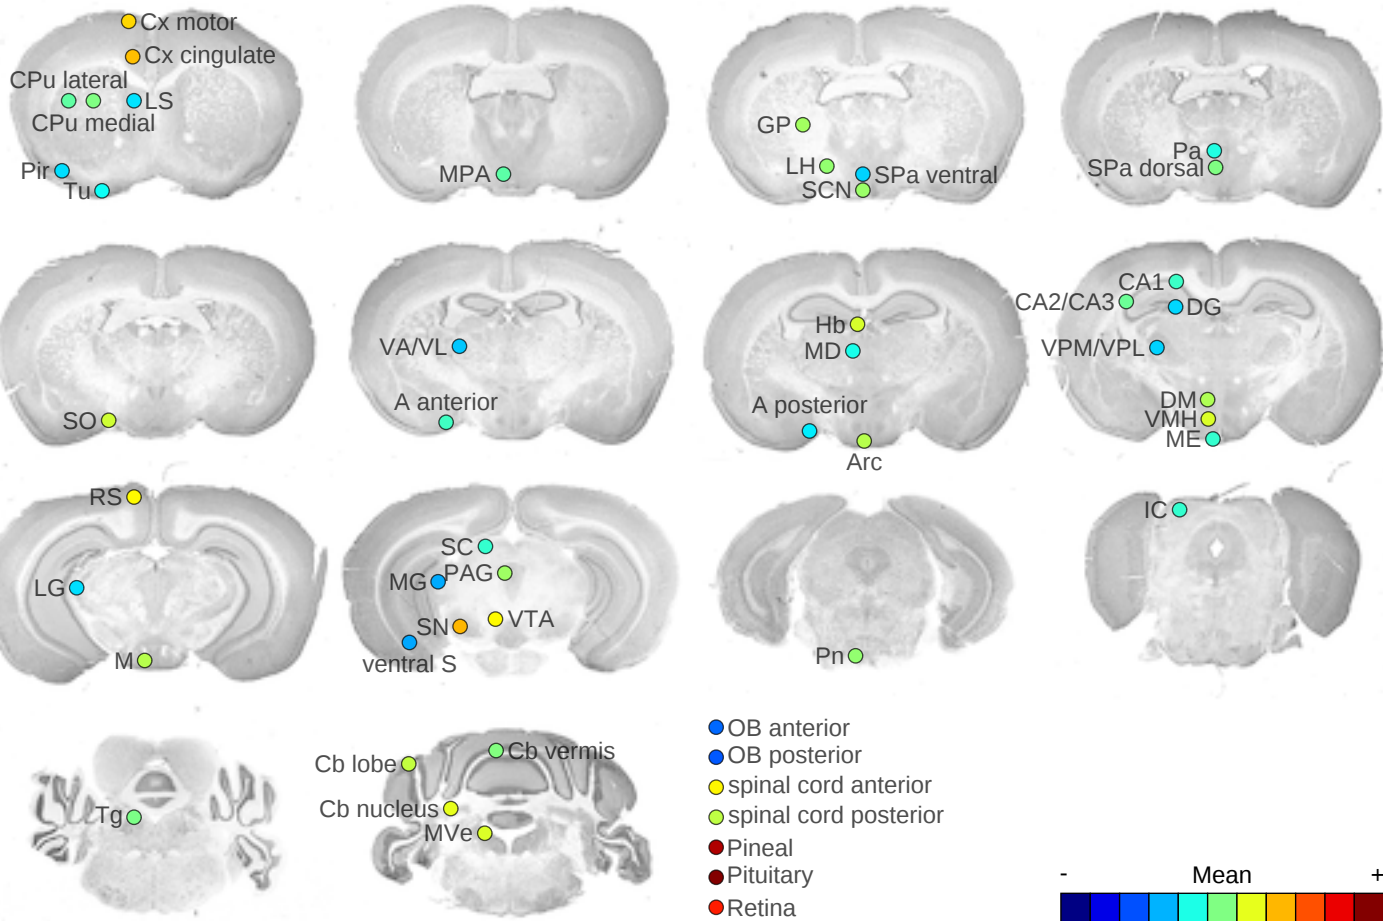 Cx motor
Cx cingulate
CPu lateral
LS
CPu medial
Pir
Tu
MPA
GP
LH
SPa ventral
SCN
Pa
SPa dorsal
SO
VA/VL
A anterior
Hb
MD
A posterior
Arc
CA1
CA2/CA3
DG
VPM/VPL
DM
VMH
ME
RS
LG
M
SC
MG
PAG
SN
VTA
ventral S
Pn
IC
Tg
Cb lobe
Cb vermis
Cb nucleus
MVe
OB anterior
OB posterior
spinal cord anterior
spinal cord posterior
Pineal
Pituitary
Retina
- Mean +